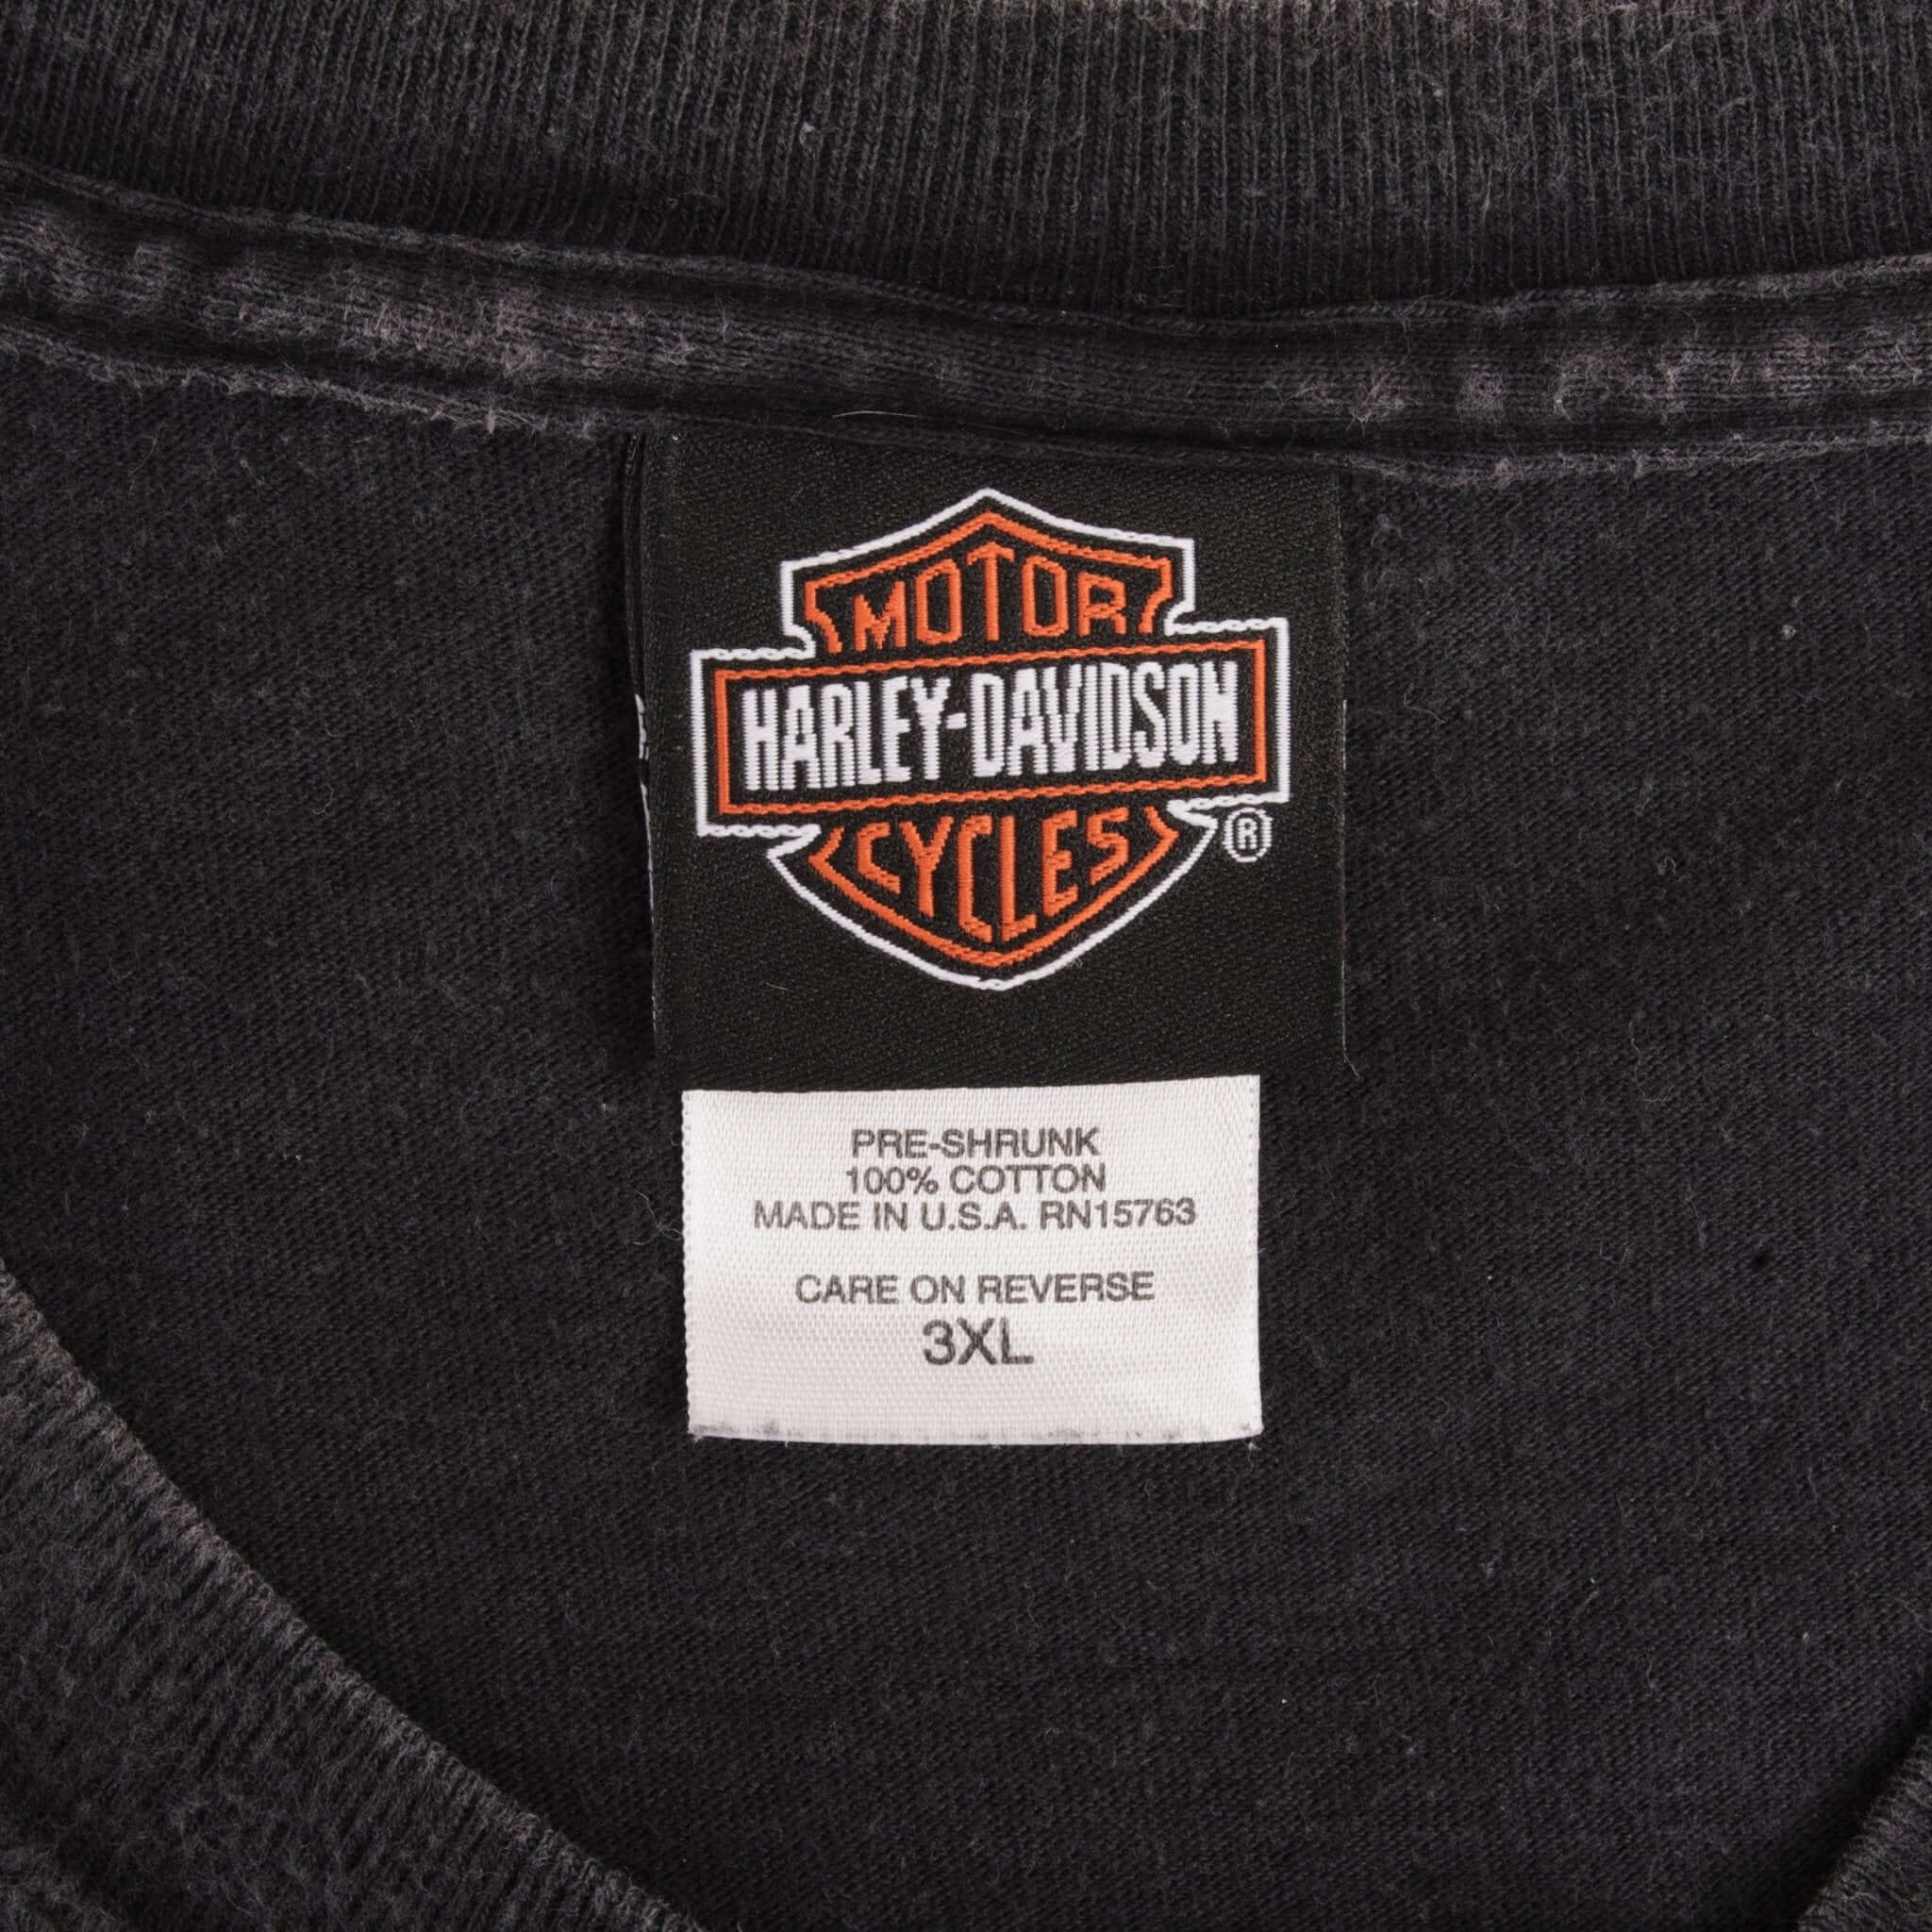 MOTOR
HARLEY-DAVIDSON
CYCLES
®
PRE-SHRUNK
100% COTTON
MADE IN U.S.A. RN15763
CARE ON REVERSE
3XL